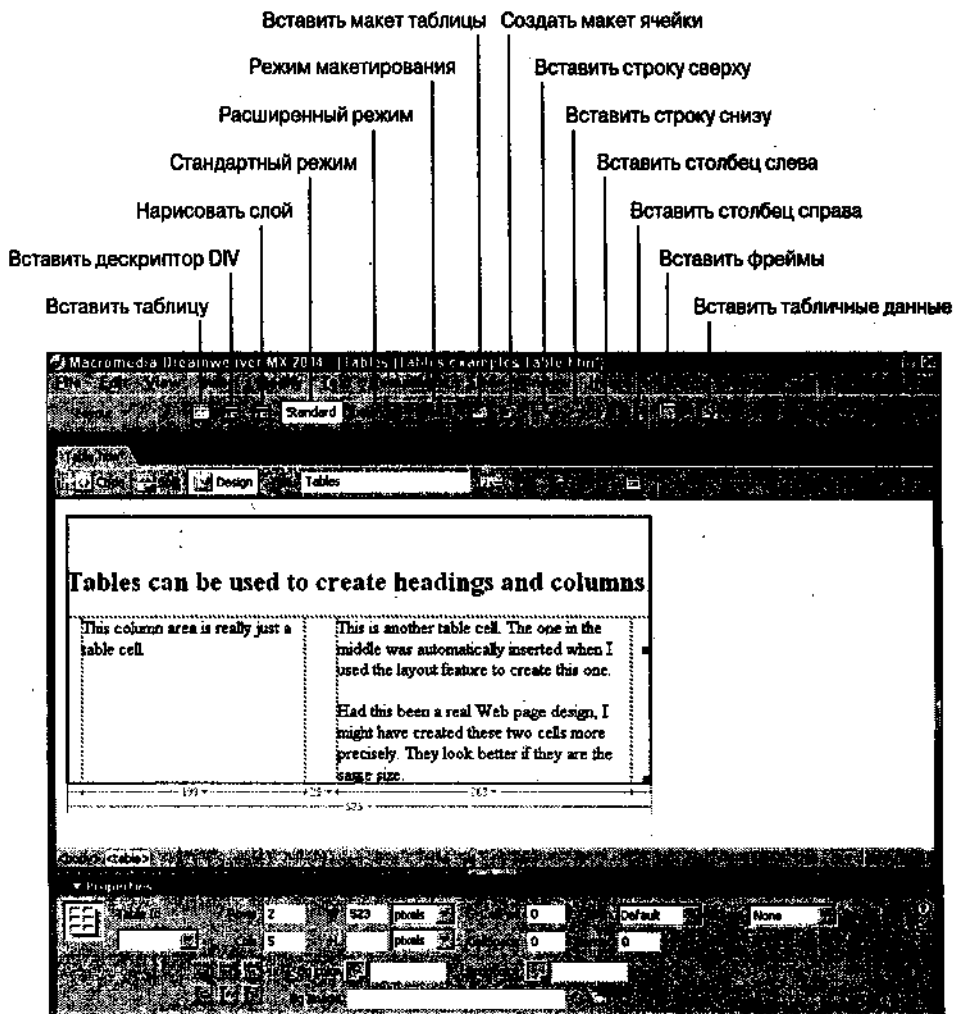 Вставить макет таблицы Создать макет ячейки
Режим макетирования Вставить строку сверху
Расширенный режим Вставить строку снизу
Стандартный режим Вставить столбец слева
Нарисовать слой Вставить столбец справа
Вставить дескриптор DIV Вставить фреймы
Вставить таблицу Вставить табличные данные
Macromedia Dreamweaver MX 2004
File Edit View
Standard
Design Tables
Tables can be used to create headings and columns
This column area is really just a
table cell.
This is another table cell. The one in the
middle was automatically inserted when I
used the layout feature to create this one.
Had this been a real Web page design, I
might have created these two cells more
precisely. They look better if they are the
same size.
<table>
Properties
2 523 pixels 0 Default None
5 pixels 0 0